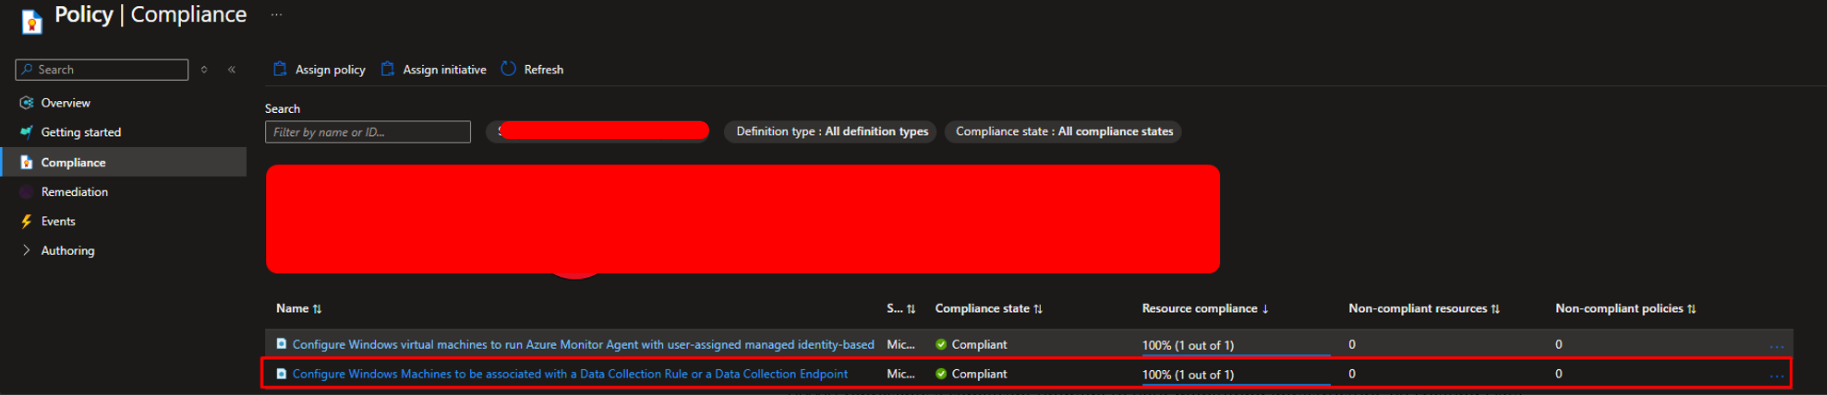 Policy | Compliance ...
Search
Assign policy Assign initiative Refresh
Overview
Getting started
Compliance
Remediation
Events
Authoring
Search
Filter by name or ID...
Definition type : All definition types Compliance state : All compliance states
Name S... Compliance state Resource compliance ↓ Non-compliant resources Non-compliant policies
Configure Windows virtual machines to run Azure Monitor Agent with user-assigned managed identity-based Mic... Compliant 100% (1 out of 1) 0 0 ...
Configure Windows Machines to be associated with a Data Collection Rule or a Data Collection Endpoint Mic... Compliant 100% (1 out of 1) 0 0 ...